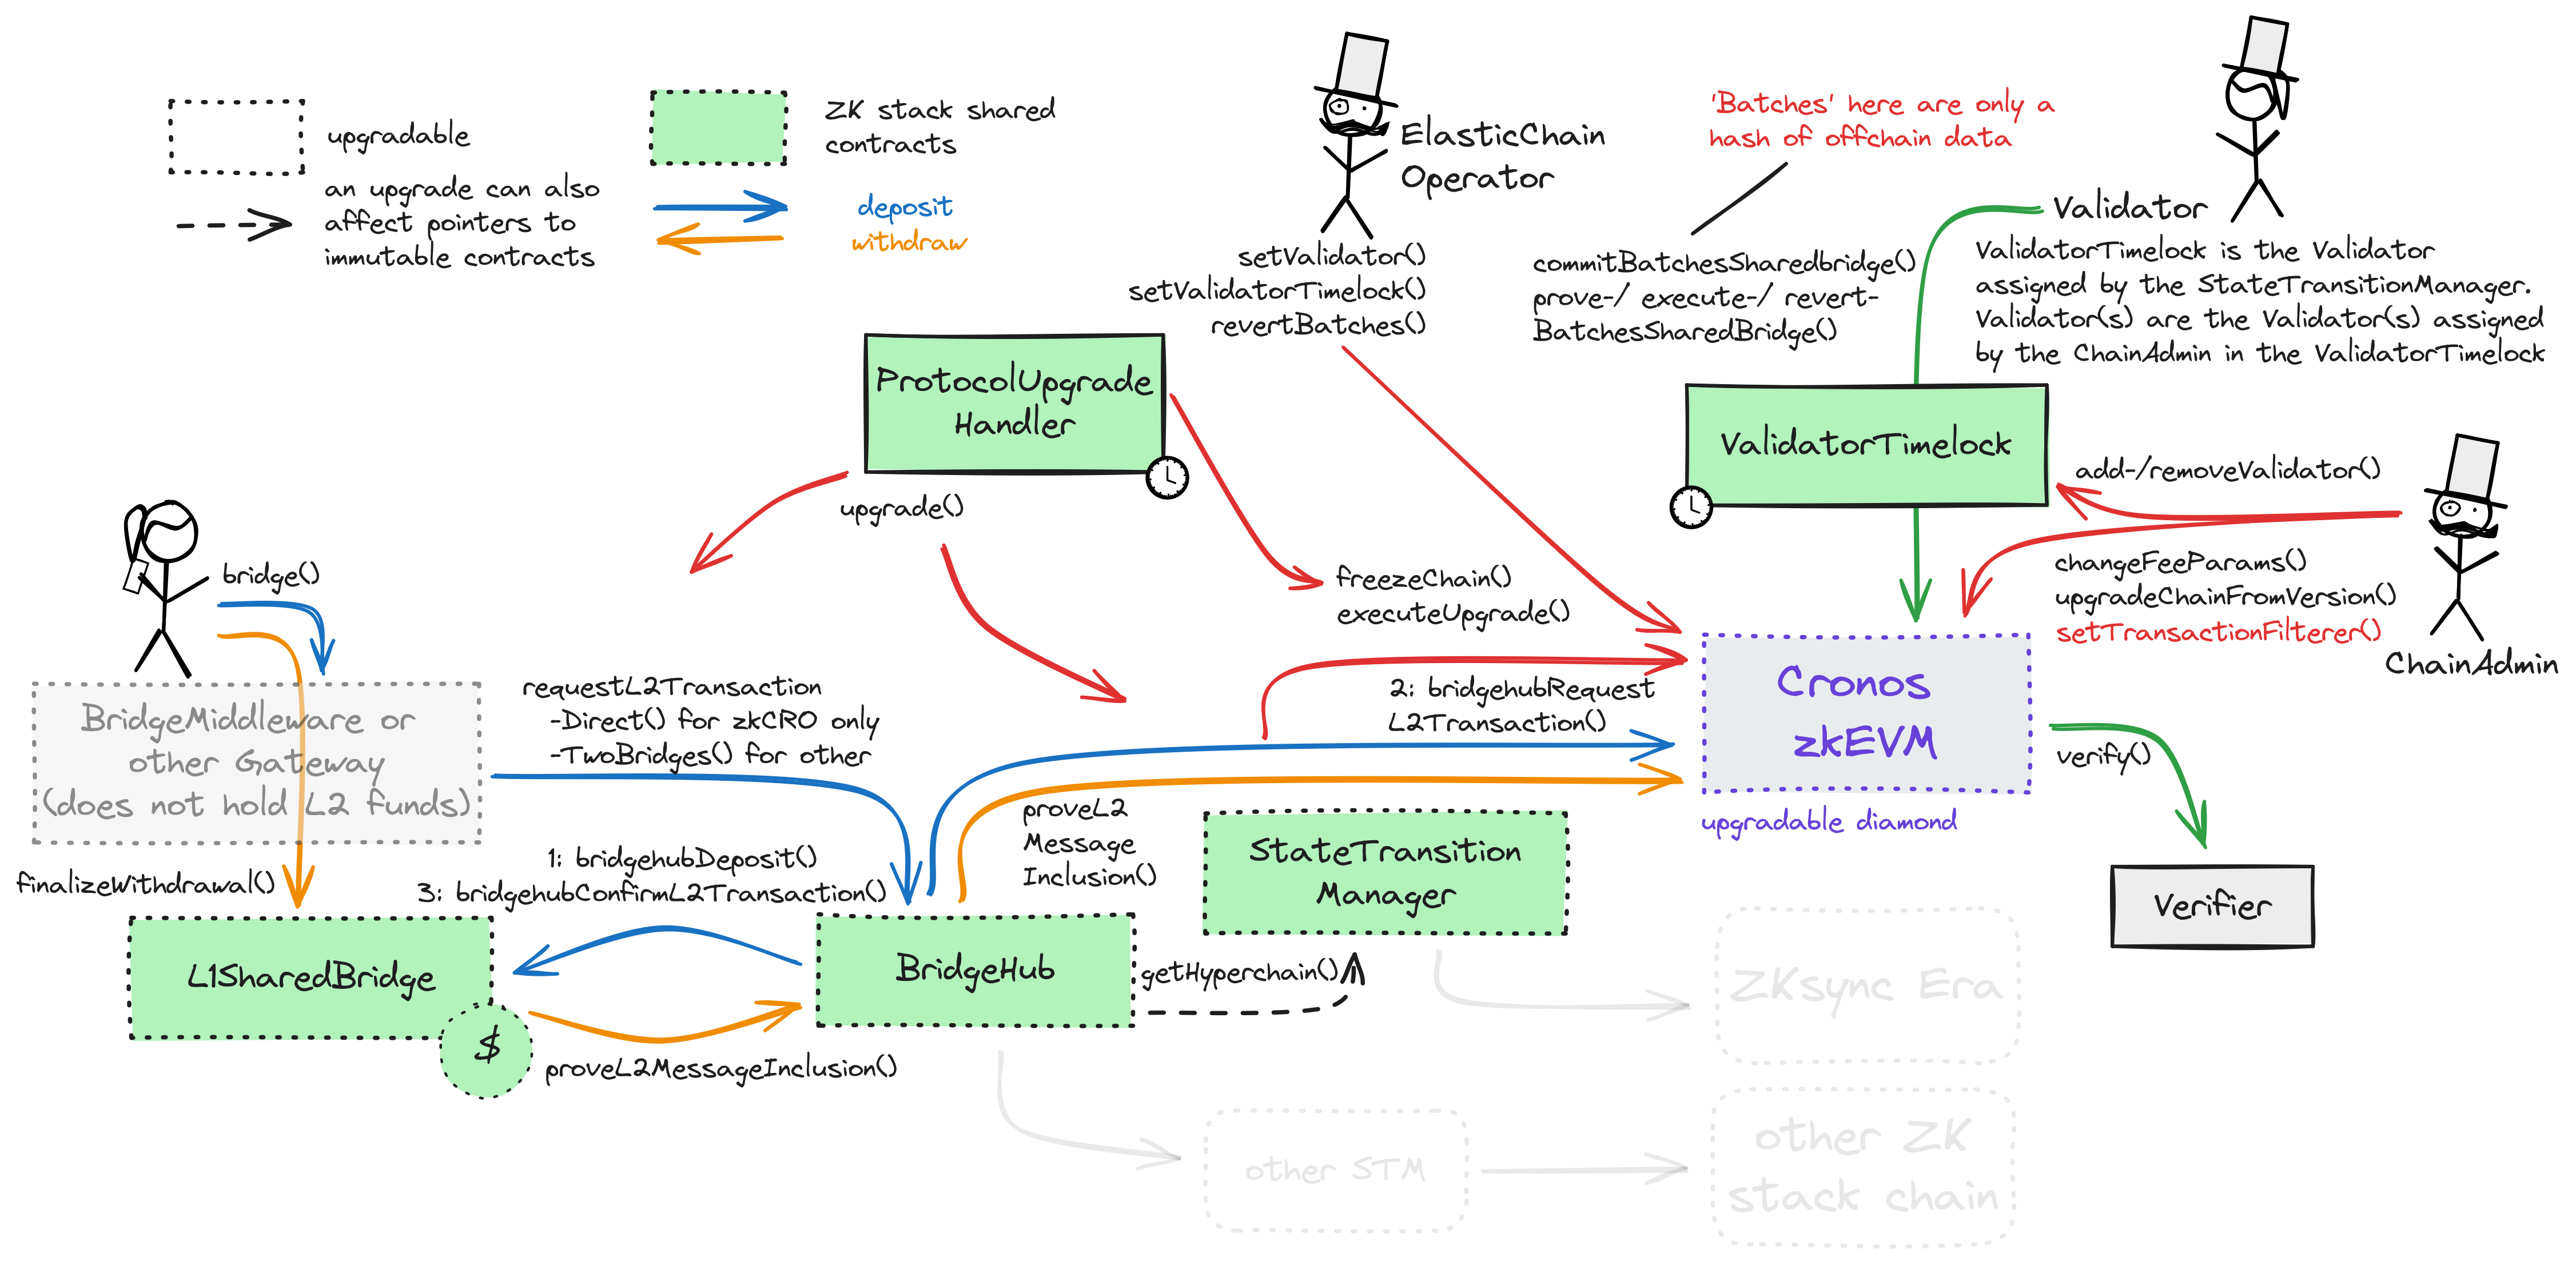 upgradable
an upgrade can also
affect pointers to
immutable contracts
ZK stack shared
contracts
deposit
withdraw
ElasticChain
Operator
setValidator()
setValidatorTimelock()
revertBatches()
'Batches' here are only a
hash of offchain data
commitBatchesSharedbridge()
prove-/ execute-/ revert-
BatchesSharedBridge()
Validator
ValidatorTimelock is the Validator
assigned by the StateTransitionManager.
Validator(s) are the Validator(s) assigned
by the ChainAdmin in the ValidatorTimelock
ProtocolUpgrade
Handler
upgrade()
freezeChain()
executeUpgrade()
ValidatorTimelock
add-/removeValidator()
changeFeeParams()
upgradeChainFromVersion()
setTransactionFilterer()
ChainAdmin
bridge()
BridgeMiddleware or
other Gateway
(does not hold L2 funds)
requestL2Transaction
-Direct() for zkCRO only
-TwoBridges() for other
2: bridgehubRequest
L2Transaction()
Cronos
zkEVM
upgradable diamond
verify()
Verifier
proveL2
Message
Inclusion()
StateTransition
Manager
finalizeWithdrawal()
1: bridgehubDeposit()
3: bridgehubConfirmL2Transaction()
L1SharedBridge
$
BridgeHub
getHyperchain()
proveL2MessageInclusion()
ZKsync Era
other STM
other ZK
stack chain